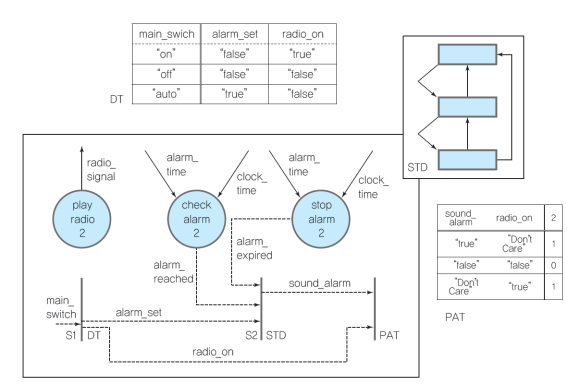 main_swich alarm_set radio_on
"on" "false" "true"
"off" "false" "false"
"auto" "true" "false"
DT
STD
radio_
signal
alarm_
time
clock_
time
alarm_
time
clock_
time
play
radio
2
check
alarm
2
stop
alarm
2
alarm_
reached
alarm_
expired
main_
switch
alarm_set
sound_alarm
S1 DT
S2 STD
PAT
radio_on
sound_
alarm radio_on 2
"true" "Don't
Care" 1
"false" "false" 0
"Don't
Care" "true" 1
PAT